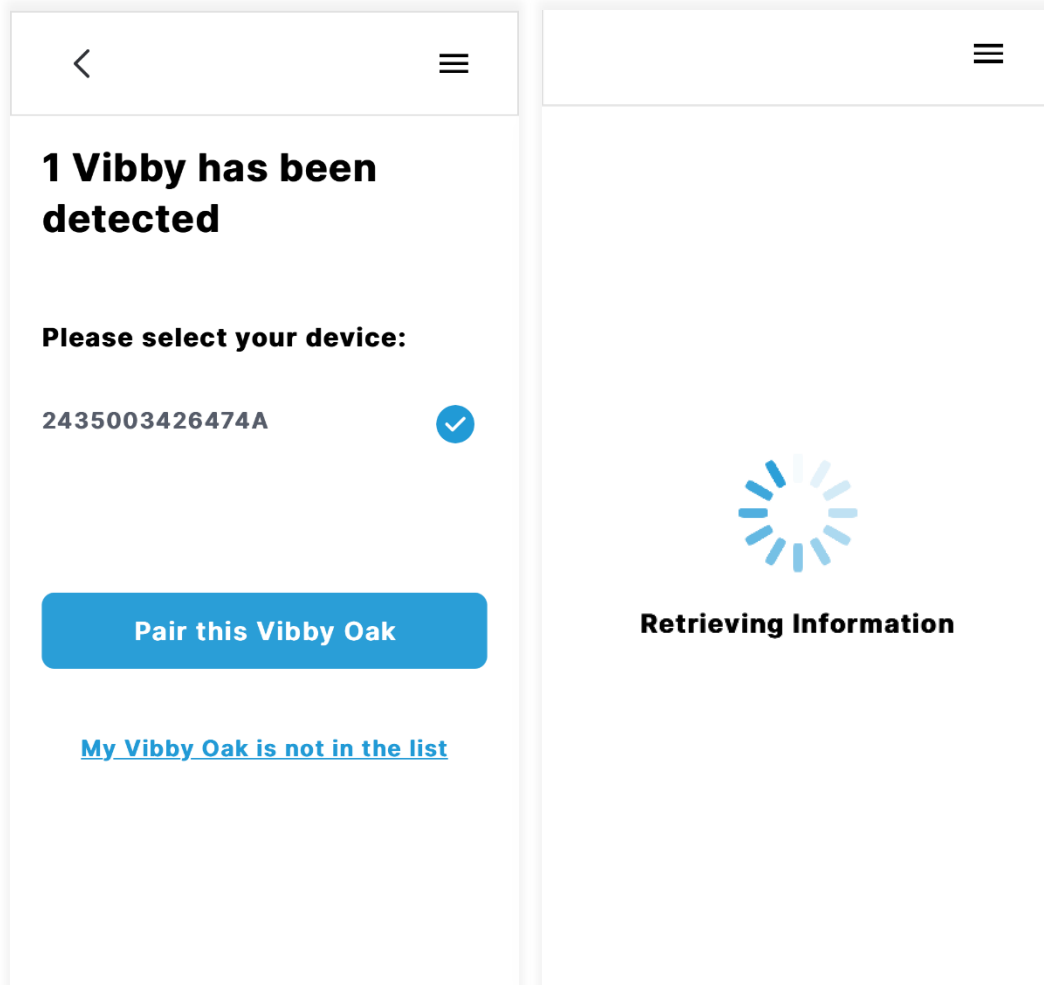 1 Vibby has been
detected
Please select your device:
2435003426474A
Pair this Vibby Oak
My Vibby Oak is not in the list
Retrieving Information